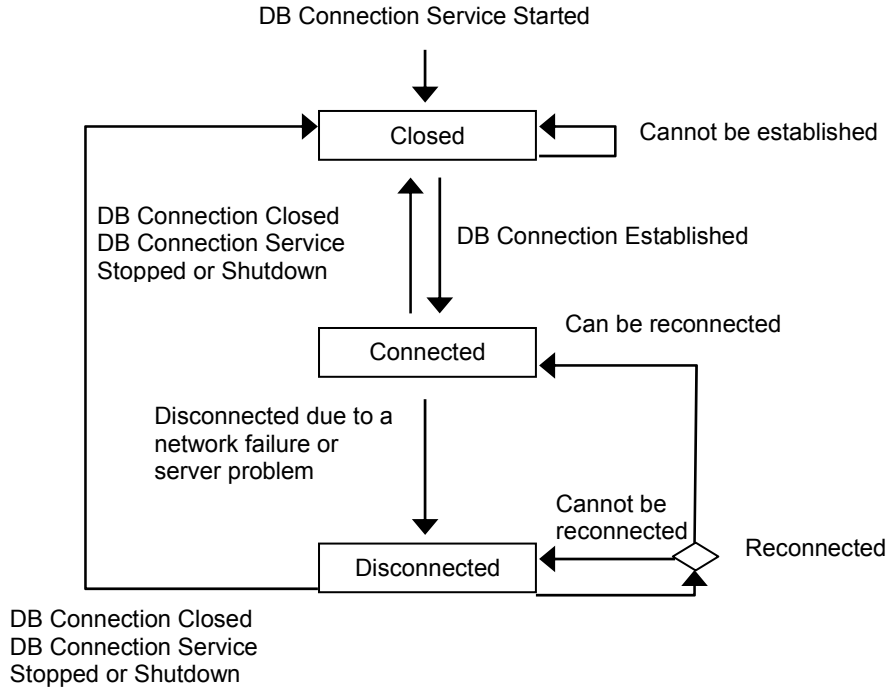 DB Connection Service Started
Closed
Cannot be established
DB Connection Closed
DB Connection Service
Stopped or Shutdown
DB Connection Established
Can be reconnected
Connected
Disconnected due to a
network failure or
server problem
Cannot be
reconnected
Reconnected
Disconnected
DB Connection Closed
DB Connection Service
Stopped or Shutdown